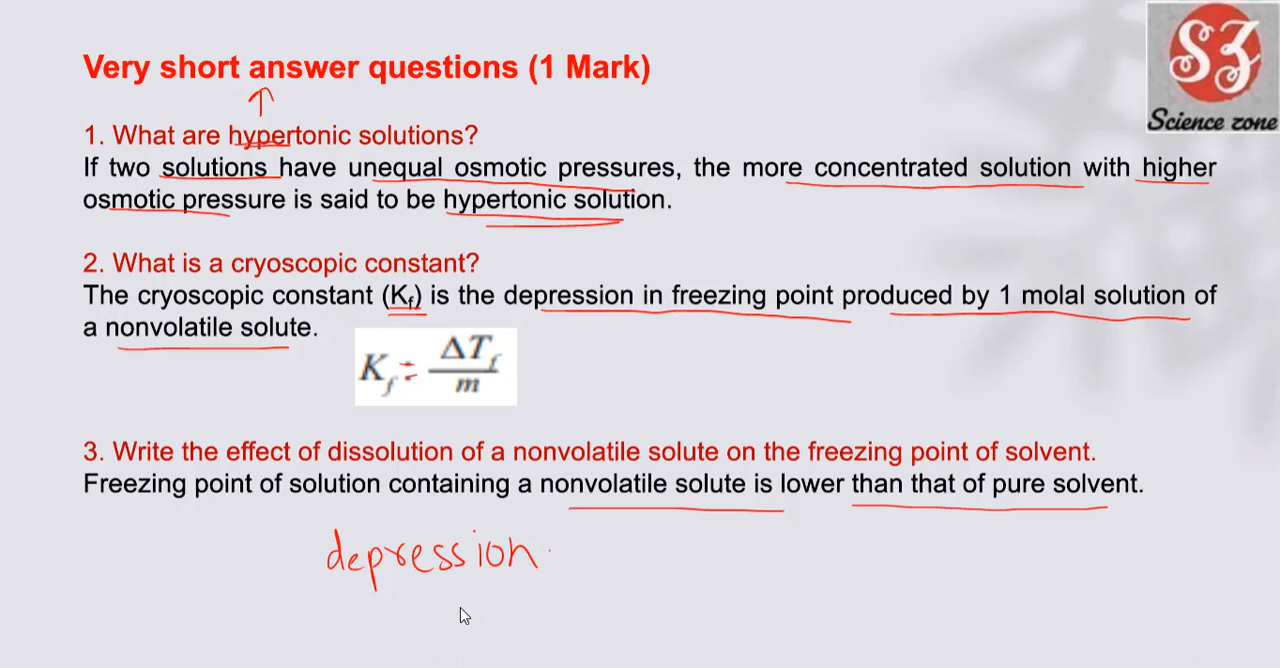 SZ
Science zone
Very short answer questions (1 Mark)
1. What are hypertonic solutions?
If two solutions have unequal osmotic pressures, the more concentrated solution with higher
osmotic pressure is said to be hypertonic solution.
2. What is a cryoscopic constant?
The cryoscopic constant (Kf) is the depression in freezing point produced by 1 molal solution of
a nonvolatile solute.
Kf = ΔTf / m
3. Write the effect of dissolution of a nonvolatile solute on the freezing point of solvent.
Freezing point of solution containing a nonvolatile solute is lower than that of pure solvent.
depression